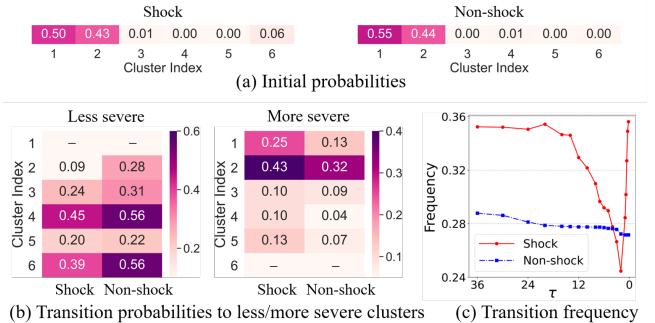 Shock Non-shock
0.50 0.43 0.01 0.00 0.00 0.06 0.55 0.44 0.00 0.01 0.00 0.00
1 2 3 4 5 6 1 2 3 4 5 6
Cluster Index Cluster Index
(a) Initial probabilities
Less severe More severe
Cluster Index
1 – –
2 0.09 0.28
3 0.24 0.31
4 0.45 0.56
5 0.20 0.22
6 0.39 0.56
Shock Non-shock
0.6
0.4
0.2
Cluster Index
0.25 0.13
0.43 0.32
0.10 0.09
0.10 0.04
0.13 0.07
– –
Shock Non-shock
0.4
0.3
0.2
0.1
(b) Transition probabilities to less/more severe clusters
Frequency
0.36
0.32
0.28
0.24
Shock
Non-shock
36 24 12 0
τ
(c) Transition frequency